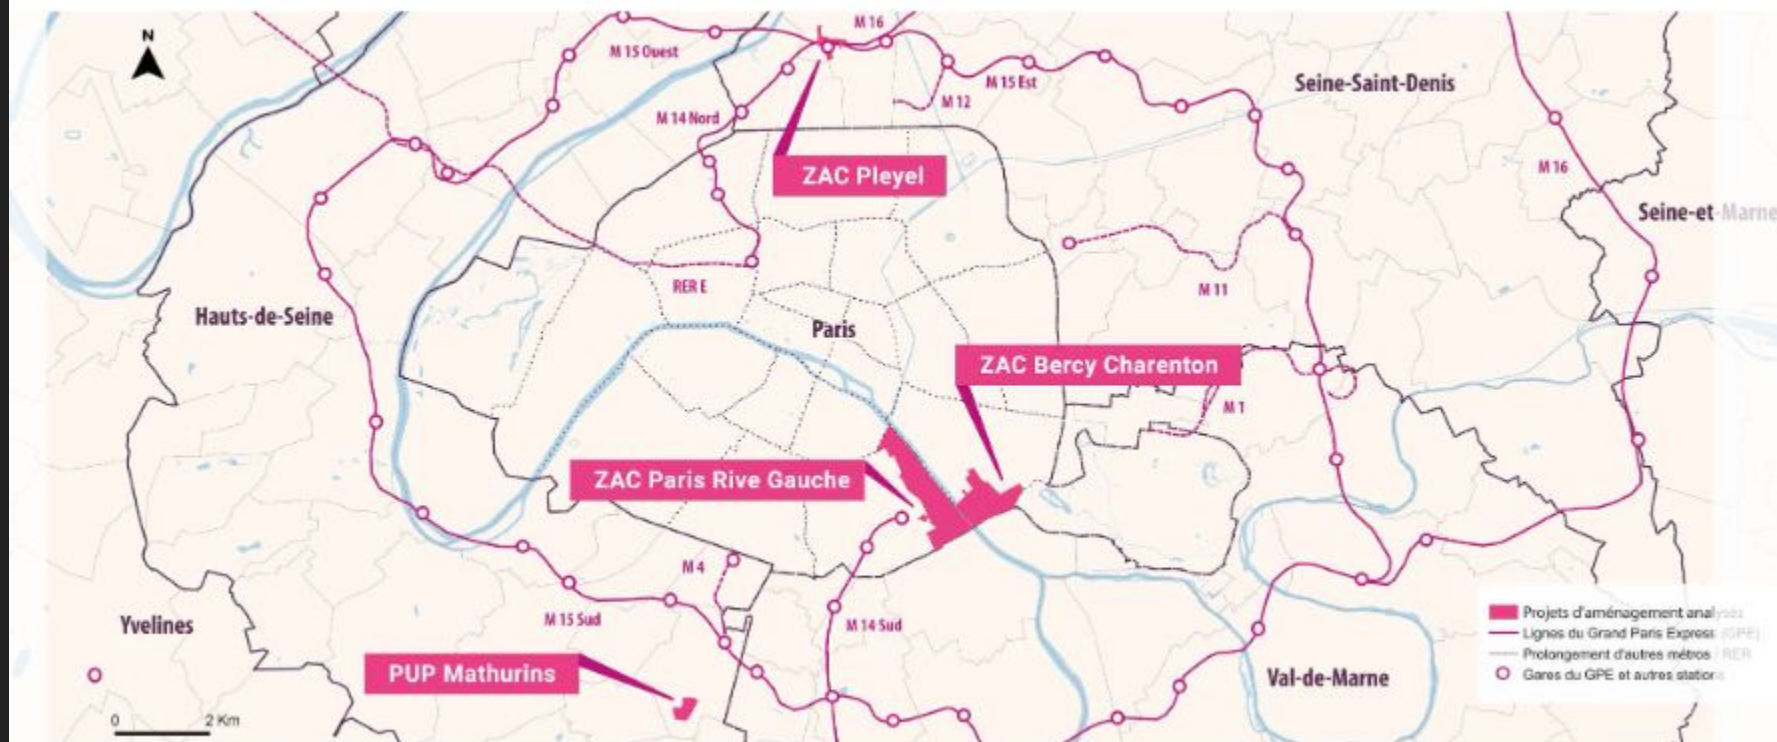 N
M 16
M 15 Ouest
Seine-Saint-Denis
M 15 Est
M 12
M 14 Nord
ZAC Pleyel
M 16
Seine-et-Marne
RER E
M 11
Hauts-de-Seine
Paris
ZAC Bercy Charenton
M 1
ZAC Paris Rive Gauche
M 4
M 15 Sud
M 14 Sud
Yvelines
PUP Mathurins
Val-de-Marne
Projets d'aménagement analysés
Lignes du Grand Paris Express (GPE)
Prolongement d'autres métros / RER
Gares du GPE et autres stations
0 2 Km